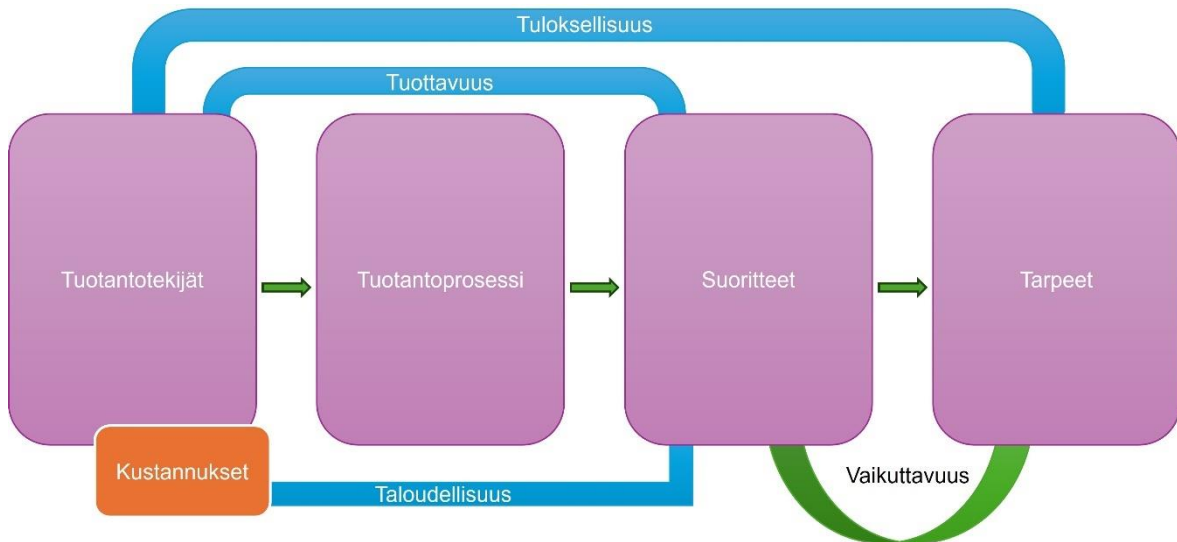 Tuloksellisuus
Tuottavuus
Tuotantotekijät
Tuotantoprosessi
Suoritteet
Tarpeet
Kustannukset
Taloudellisuus
Vaikuttavuus